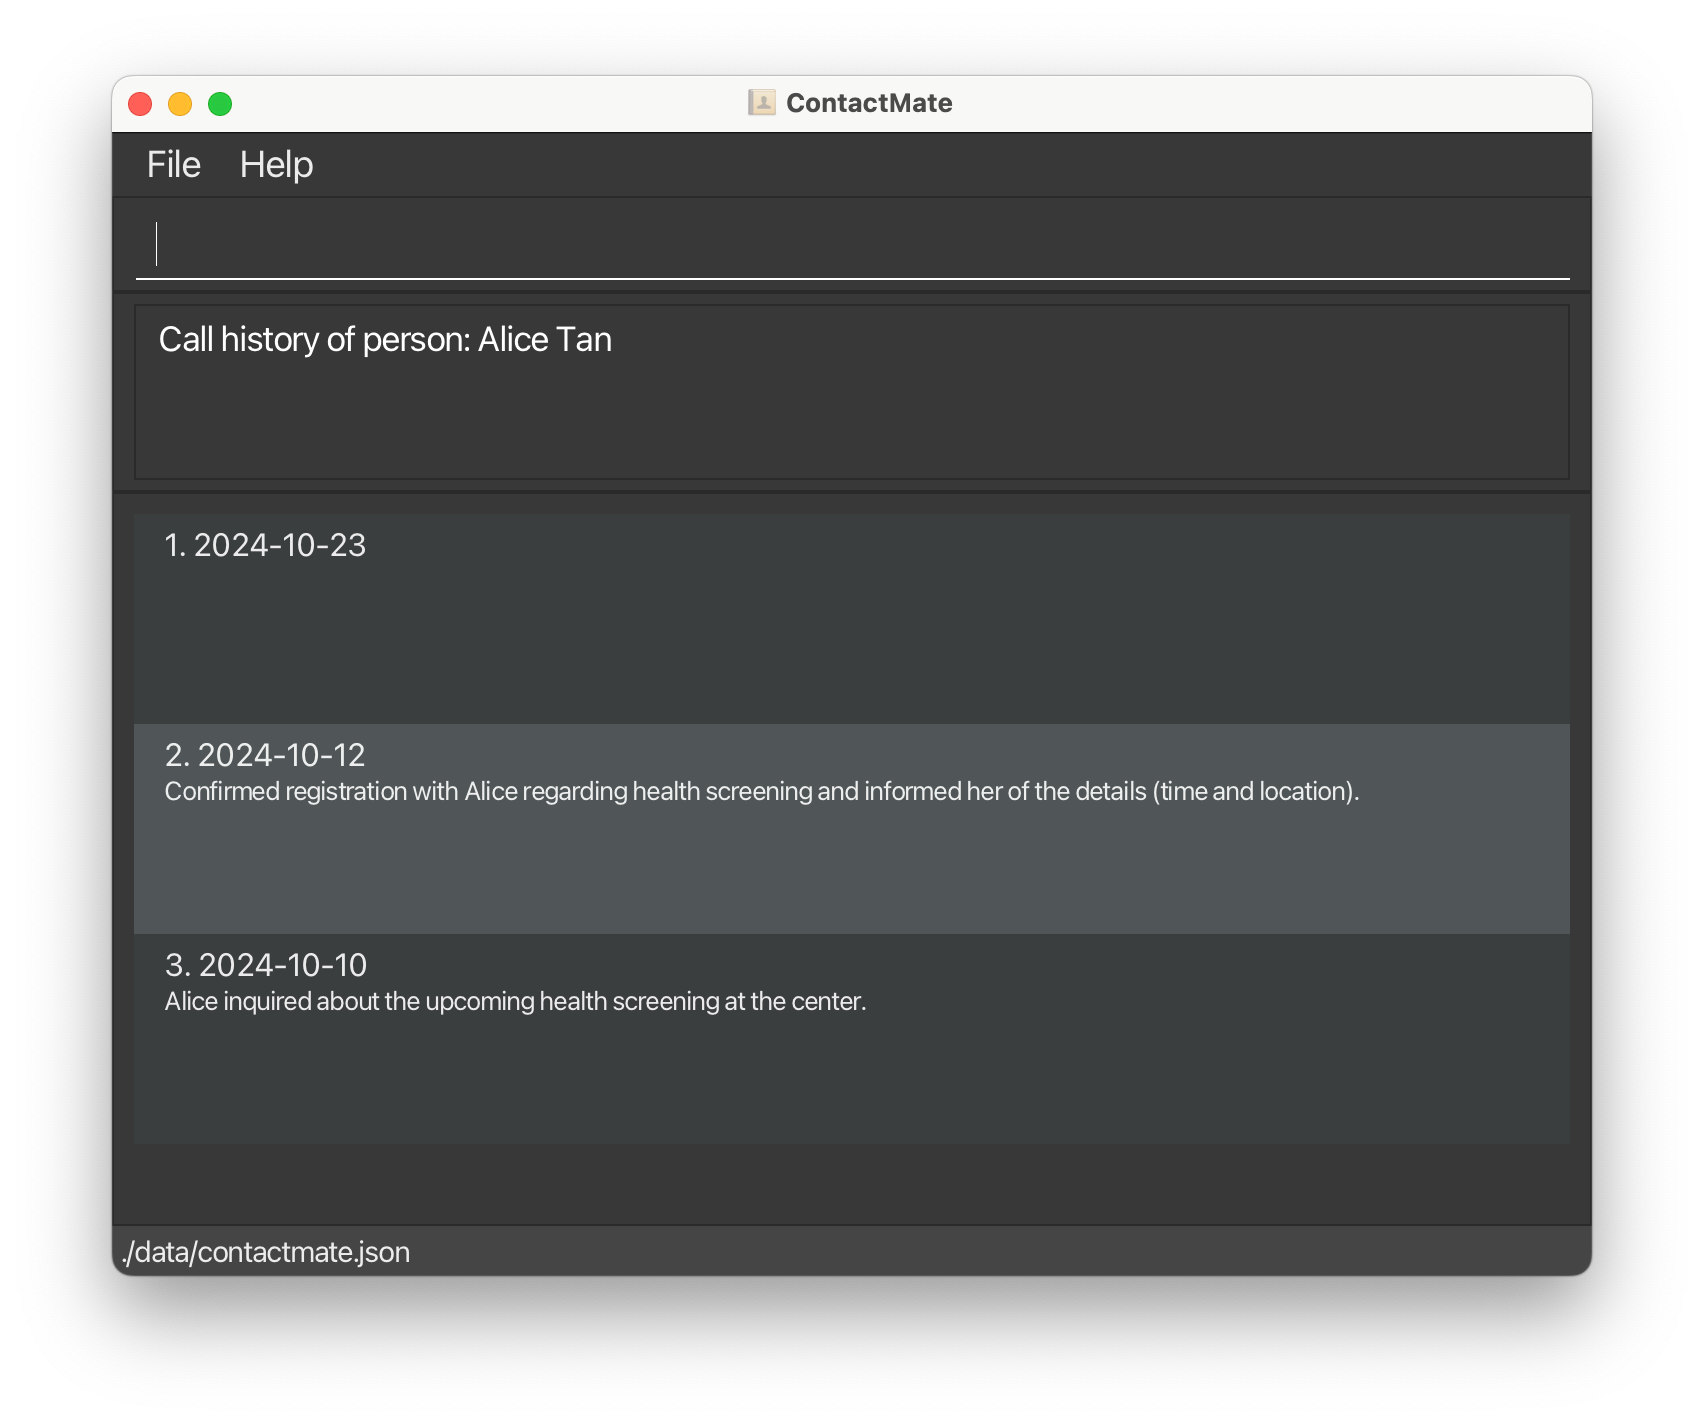 ContactMate
File Help
Call history of person: Alice Tan
1. 2024-10-23
2. 2024-10-12
Confirmed registration with Alice regarding health screening and informed her of the details (time and location).
3. 2024-10-10
Alice inquired about the upcoming health screening at the center.
./data/contactmate.json